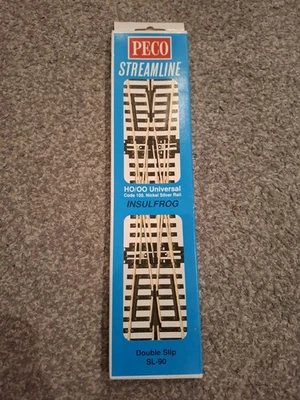 PECO
STREAMLINE
HO/OO Universal
Code 100, Nickel Silver Rail
INSULFROG
Double Slip
SL-90